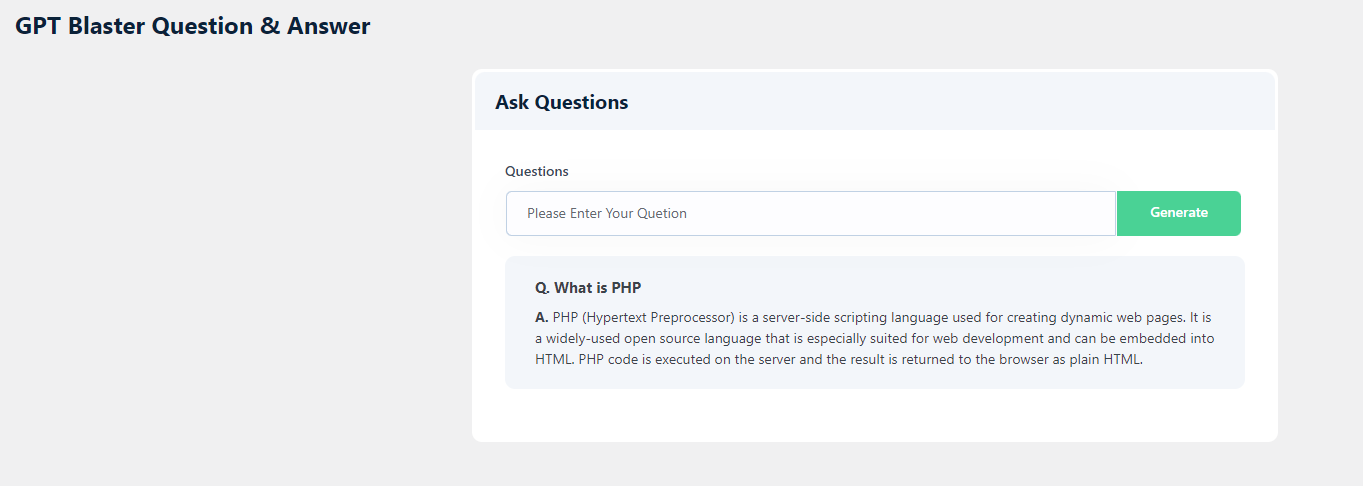 GPT Blaster Question & Answer
Ask Questions
Questions
Please Enter Your Quetion
Generate
Q. What is PHP
A. PHP (Hypertext Preprocessor) is a server-side scripting language used for creating dynamic web pages. It is
a widely-used open source language that is especially suited for web development and can be embedded into
HTML. PHP code is executed on the server and the result is returned to the browser as plain HTML.